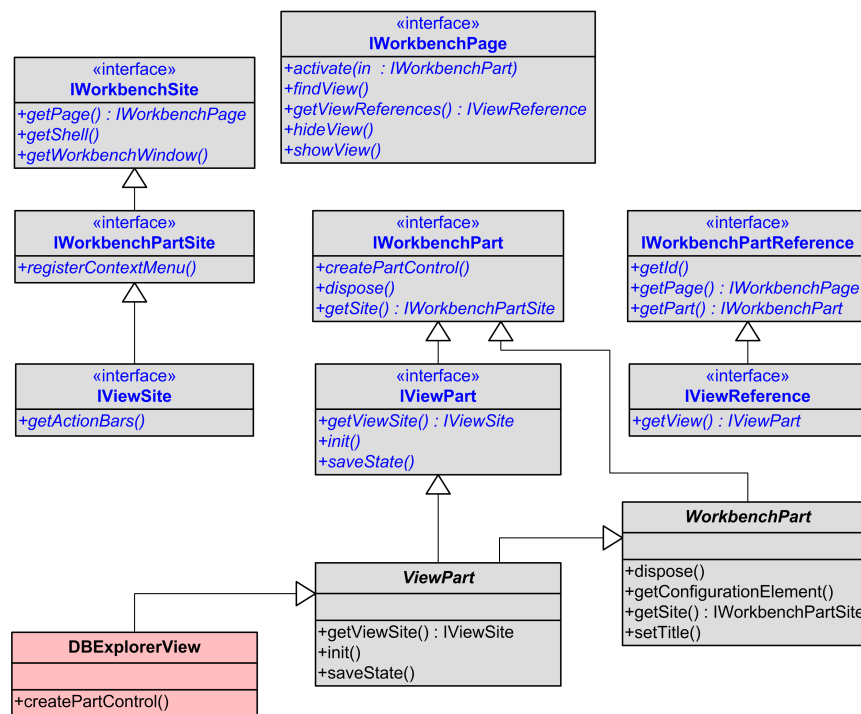 «interface»
IWorkbenchPage
+activate(in  : IWorkbenchPart)
+findView()
+getViewReferences() : IViewReference
+hideView()
+showView()
«interface»
IWorkbenchSite
+getPage() : IWorkbenchPage
+getShell()
+getWorkbenchWindow()
«interface»
IWorkbenchPartSite
+registerContextMenu()
«interface»
IWorkbenchPart
+createPartControl()
+dispose()
+getSite() : IWorkbenchPartSite
«interface»
IWorkbenchPartReference
+getId()
+getPage() : IWorkbenchPage
+getPart() : IWorkbenchPart
«interface»
IViewSite
+getActionBars()
«interface»
IViewPart
+getViewSite() : IViewSite
+init()
+saveState()
«interface»
IViewReference
+getView() : IViewPart
WorkbenchPart
+dispose()
+getConfigurationElement()
+getSite() : IWorkbenchPartSite
+setTitle()
ViewPart
+getViewSite() : IViewSite
+init()
+saveState()
DBExplorerView
+createPartControl()